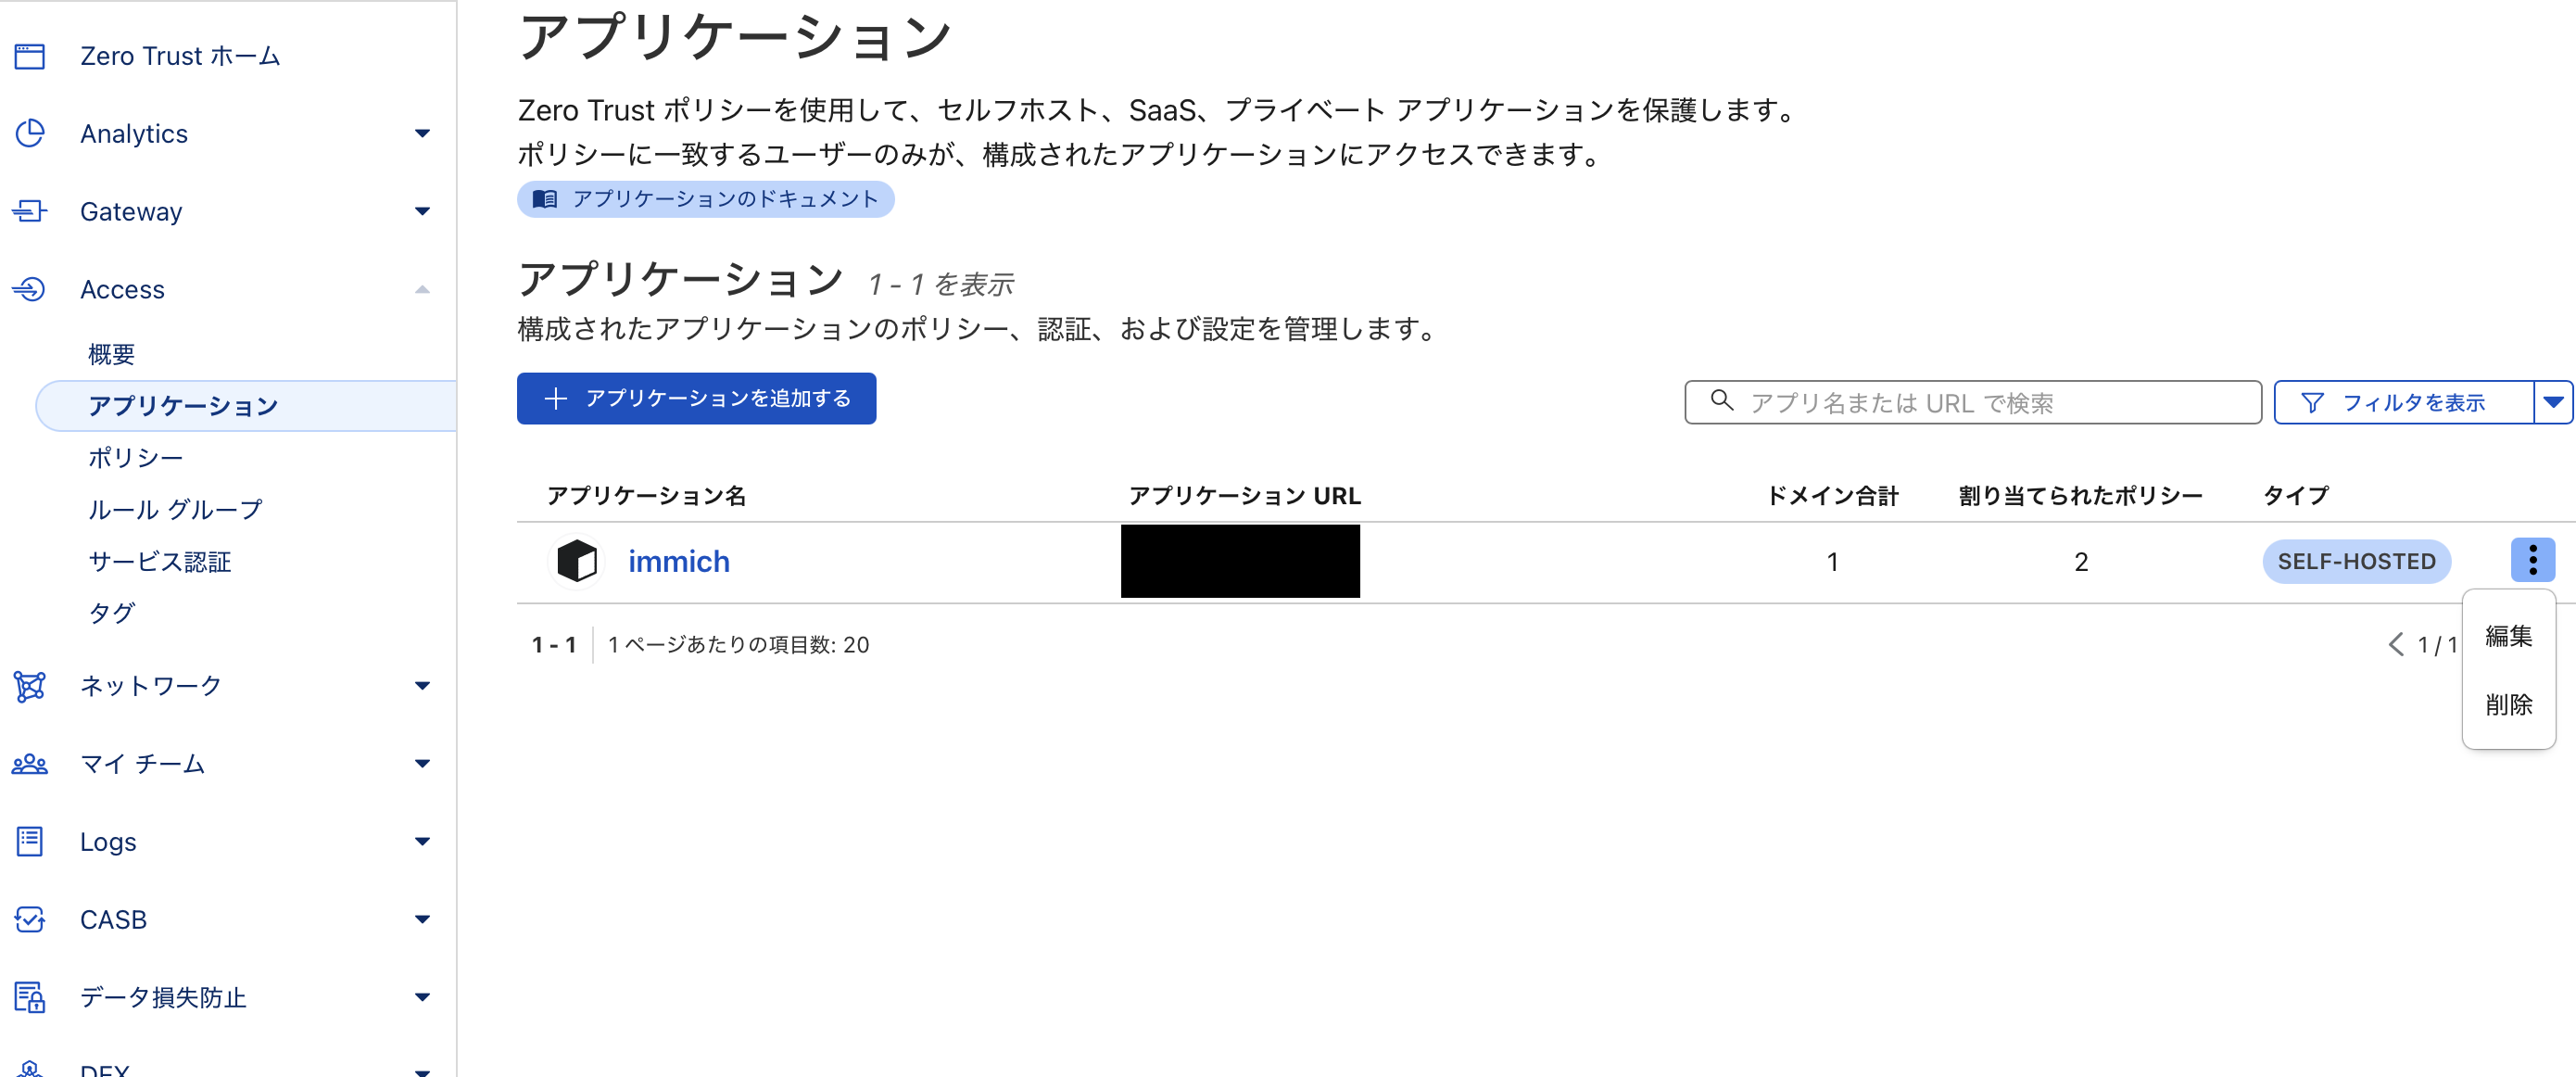 Zero Trust ホーム
Analytics
Gateway
Access
概要
アプリケーション
ポリシー
ルール グループ
サービス認証
タグ
ネットワーク
マイ チーム
Logs
CASB
データ損失防止
DEX
アプリケーション
Zero Trust ポリシーを使用して、セルフホスト、SaaS、プライベート アプリケーションを保護します。
ポリシーに一致するユーザーのみが、構成されたアプリケーションにアクセスできます。
アプリケーションのドキュメント
アプリケーション 1 - 1 を表示
構成されたアプリケーションのポリシー、認証、および設定を管理します。
アプリケーションを追加する
アプリ名または URL で検索
フィルタを表示
アプリケーション名 アプリケーション URL ドメイン合計 割り当てられたポリシー タイプ
immich 1 2 SELF-HOSTED
1 - 1 1 ページあたりの項目数: 20 1 / 1
編集
削除